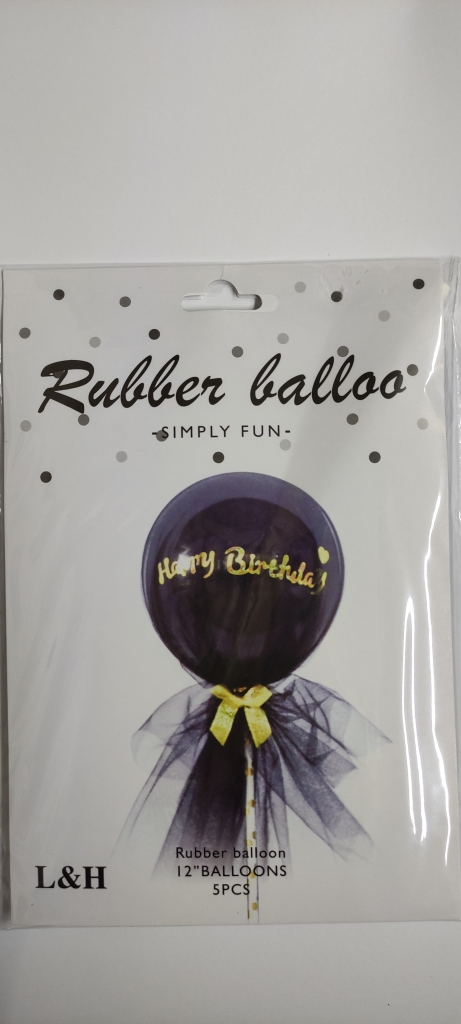 Rubber balloo
-SIMPLY FUN-
Happy Birthday
Rubber balloon
12"BALLOONS
5PCS
L&H